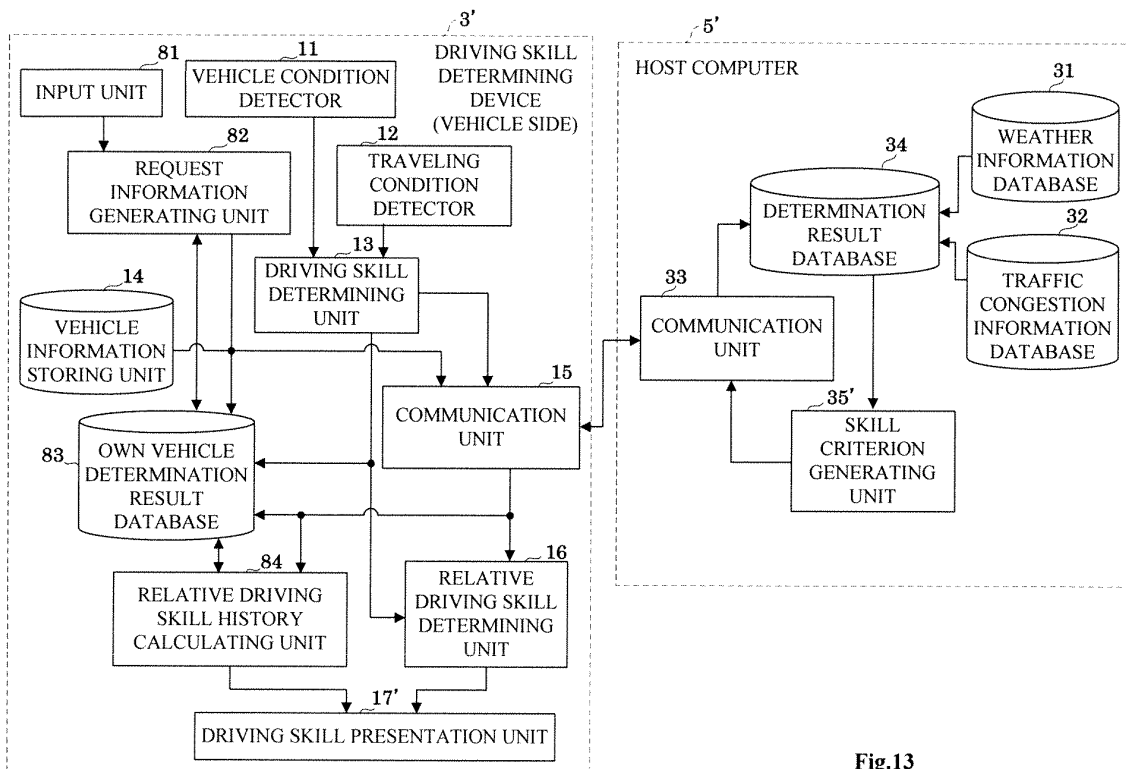 3'
DRIVING SKILL
DETERMINING
DEVICE
(VEHICLE SIDE)
81
INPUT UNIT
11
VEHICLE CONDITION
DETECTOR
82
REQUEST
INFORMATION
GENERATING UNIT
12
TRAVELING
CONDITION
DETECTOR
13
DRIVING SKILL
DETERMINING
UNIT
14
VEHICLE
INFORMATION
STORING UNIT
15
COMMUNICATION
UNIT
83
OWN VEHICLE
DETERMINATION
RESULT
DATABASE
84
RELATIVE DRIVING
SKILL HISTORY
CALCULATING UNIT
16
RELATIVE
DRIVING SKILL
DETERMINING
UNIT
17'
DRIVING SKILL PRESENTATION UNIT
5'
HOST COMPUTER
31
WEATHER
INFORMATION
DATABASE
34
DETERMINATION
RESULT
DATABASE
32
TRAFFIC
CONGESTION
INFORMATION
DATABASE
33
COMMUNICATION
UNIT
35'
SKILL
CRITERION
GENERATING
UNIT
Fig.13